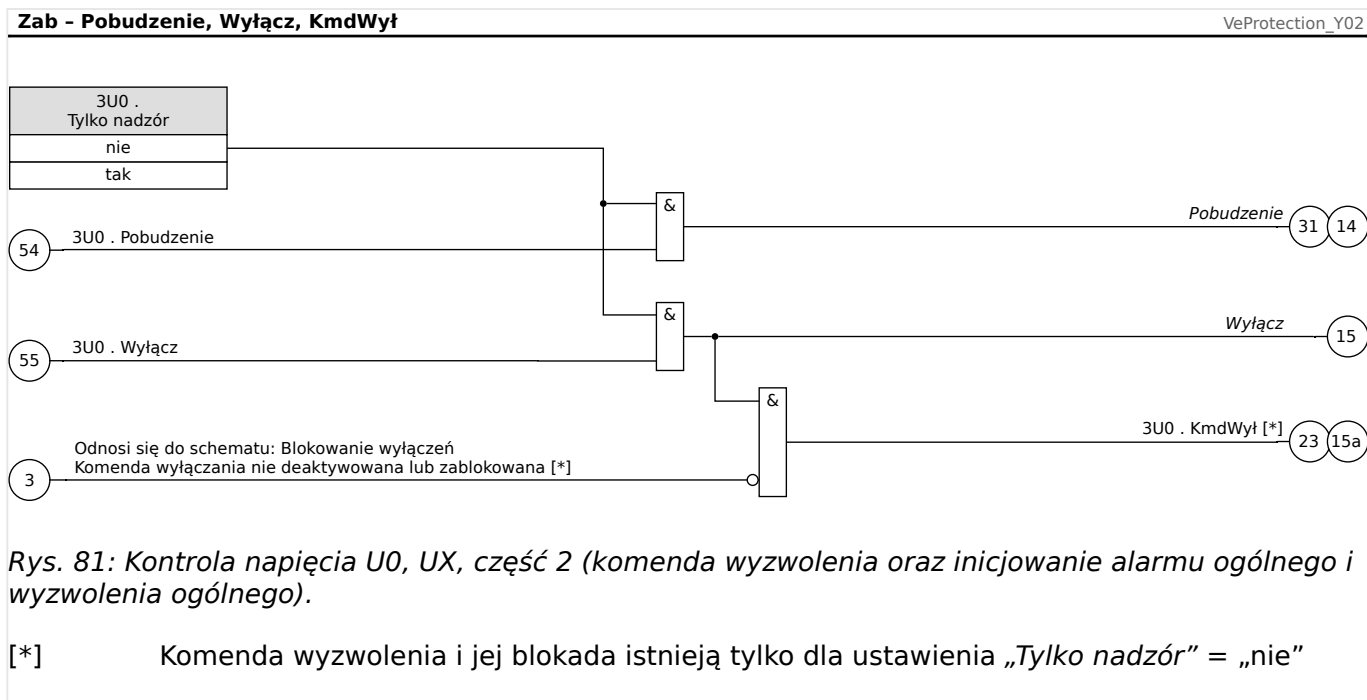 Zab – Pobudzenie, Wyłącz, KmdWył
VeProtection_Y02
3U0 .
Tylko nadzór
nie
tak
&
Pobudzenie
31
14
54
3U0 . Pobudzenie
&
Wyłącz
15
55
3U0 . Wyłącz
&
3U0 . KmdWył [*]
23
15a
Odnosi się do schematu: Blokowanie wyłączeń
Komenda wyłączania nie deaktywowana lub zablokowana [*]
3
Rys. 81: Kontrola napięcia U0, UX, część 2 (komenda wyzwolenia oraz inicjowanie alarmu ogólnego i
wyzwolenia ogólnego).
[*] Komenda wyzwolenia i jej blokada istnieją tylko dla ustawienia „Tylko nadzór” = „nie”